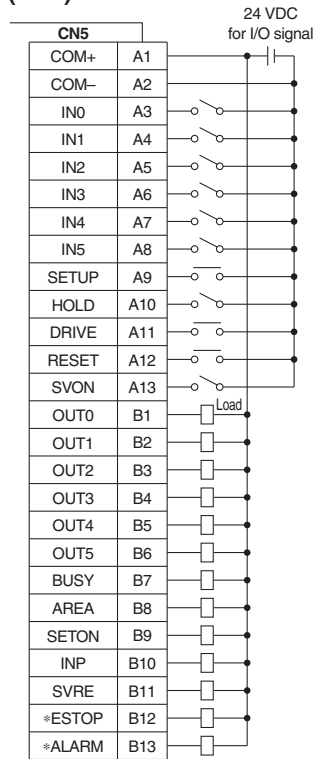 24 VDC
for I/O signal
CN5
COM+ A1
COM– A2
IN0 A3
IN1 A4
IN2 A5
IN3 A6
IN4 A7
IN5 A8
SETUP A9
HOLD A10
DRIVE A11
RESET A12
SVON A13
OUT0 B1 Load
OUT1 B2
OUT2 B3
OUT3 B4
OUT4 B5
OUT5 B6
BUSY B7
AREA B8
SETON B9
INP B10
SVRE B11
∗ESTOP B12
∗ALARM B13